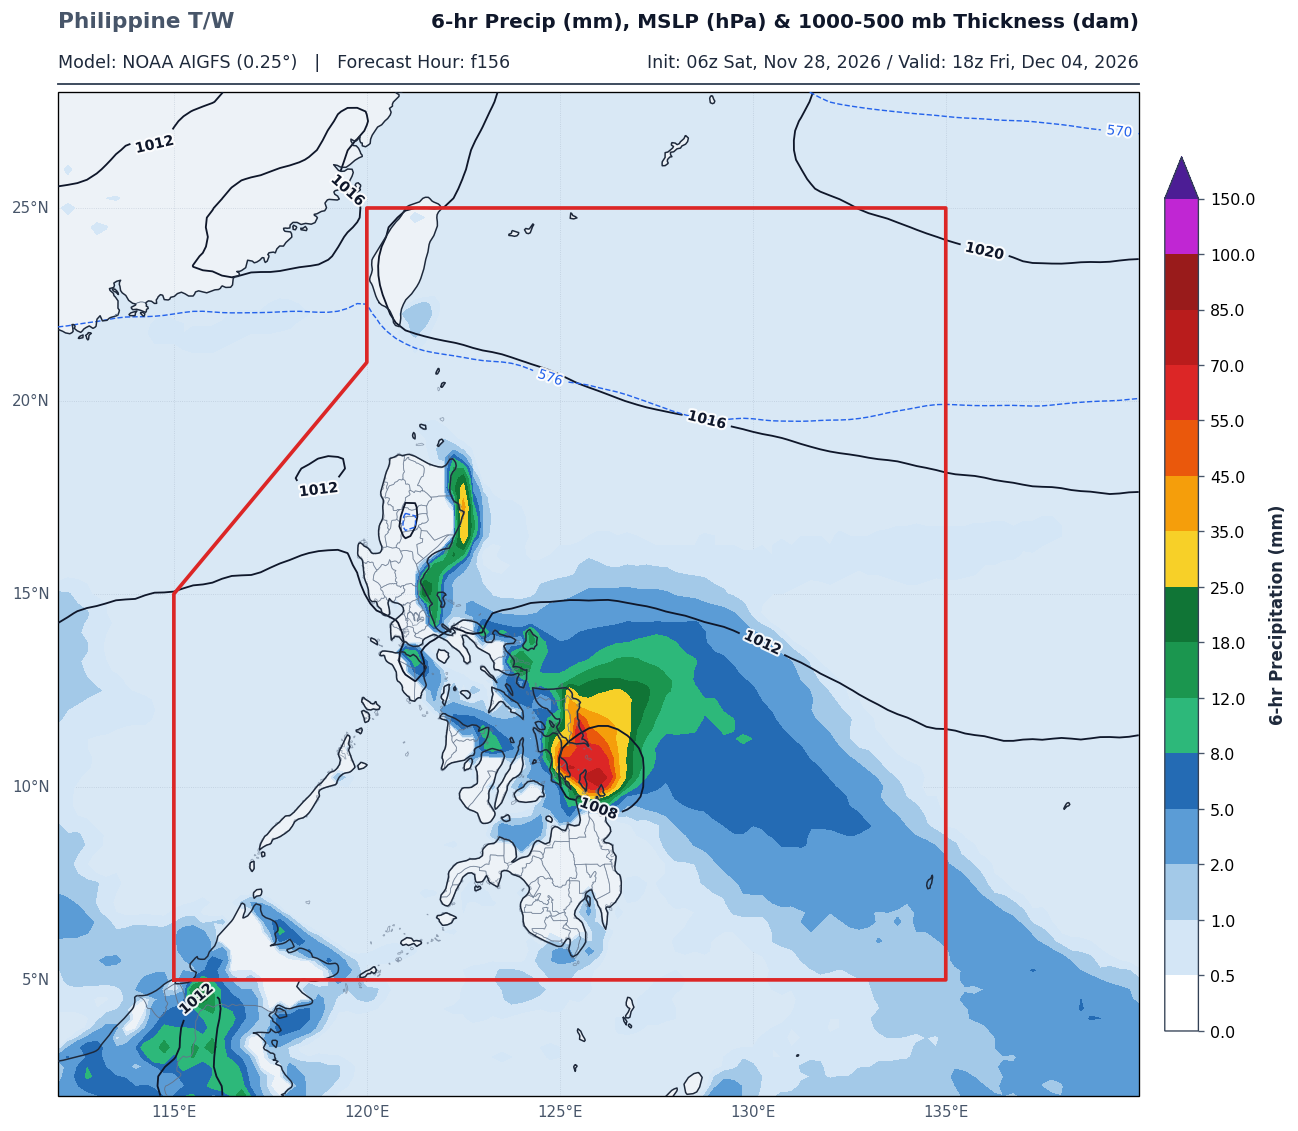 Philippine T/W
6-hr Precip (mm), MSLP (hPa) & 1000-500 mb Thickness (dam)
Model: NOAA AIGFS (0.25°)   |   Forecast Hour: f156
Init: 06z Sat, Nov 28, 2026 / Valid: 18z Fri, Dec 04, 2026
1012
570
1016
25°N
1020
576
20°N
1016
1012
15°N
1012
10°N
1008
5°N
1012
115°E
120°E
125°E
130°E
135°E
150.0
100.0
85.0
70.0
55.0
45.0
35.0
25.0
18.0
12.0
8.0
5.0
2.0
1.0
0.5
0.0
6-hr Precipitation (mm)